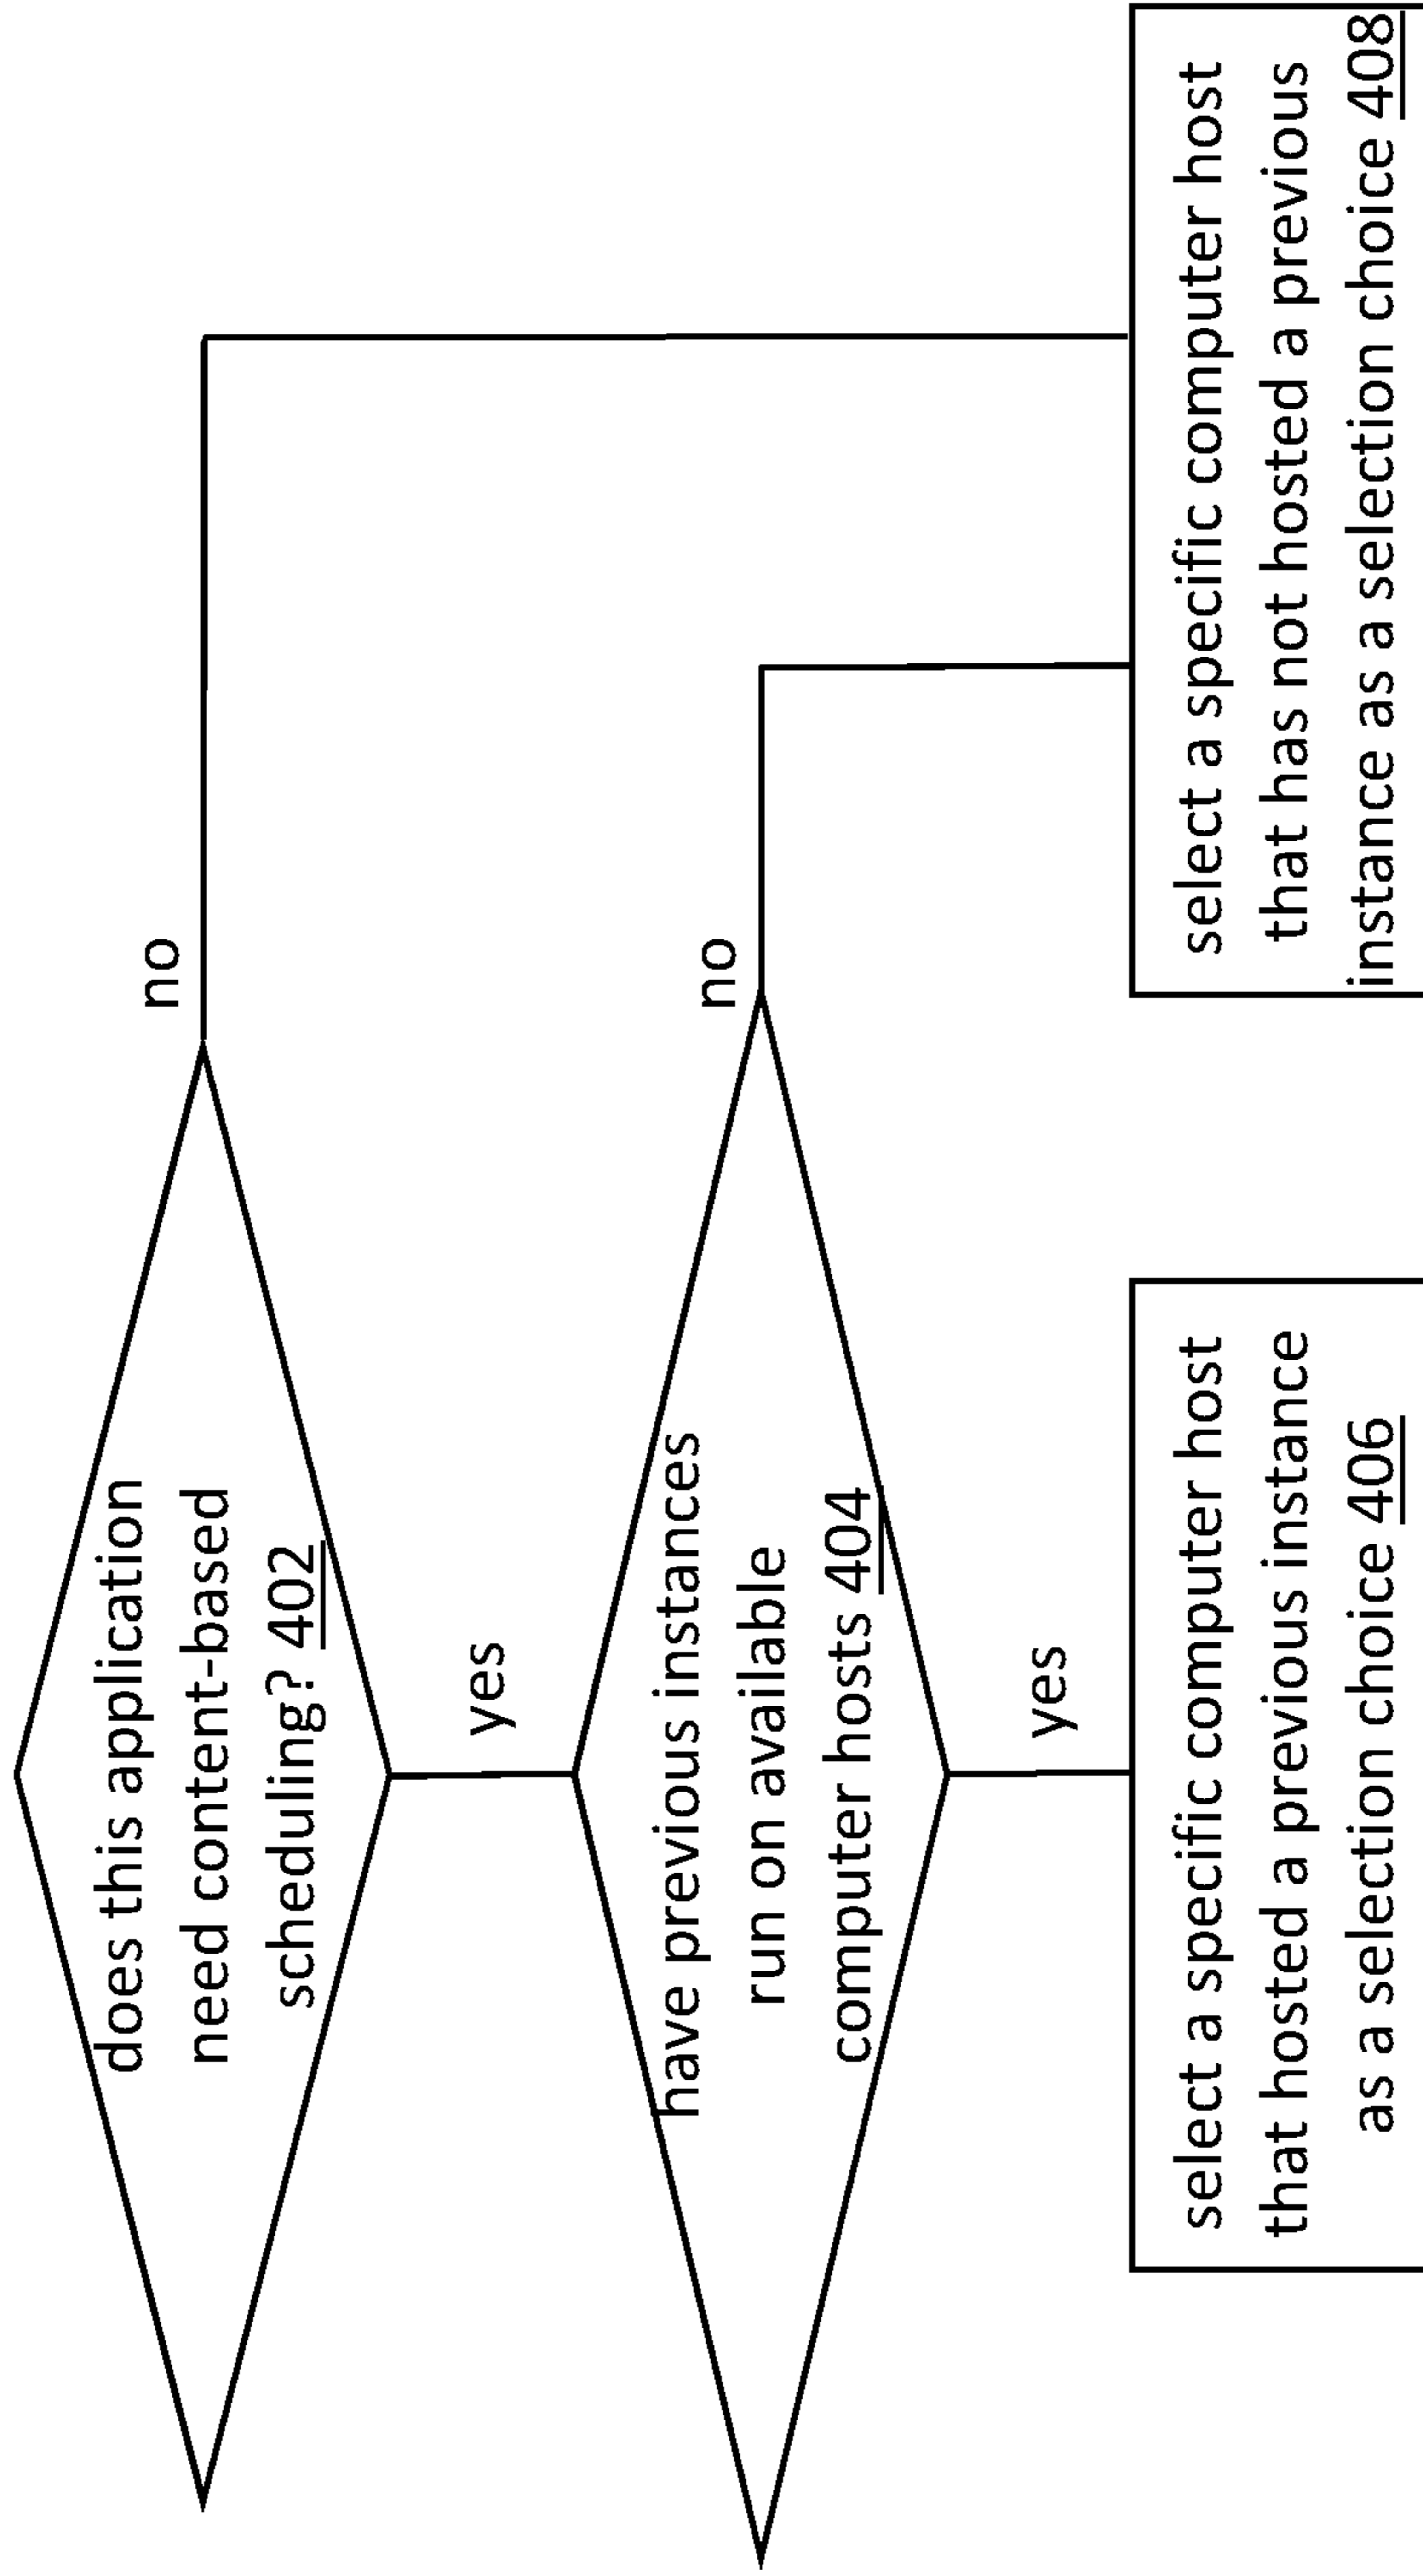 does this application
need content-based
scheduling? 402
no
yes
have previous instances
run on available
computer hosts 404
no
yes
select a specific computer host
that hosted a previous instance
as a selection choice 406
select a specific computer host
that has not hosted a previous
instance as a selection choice 408